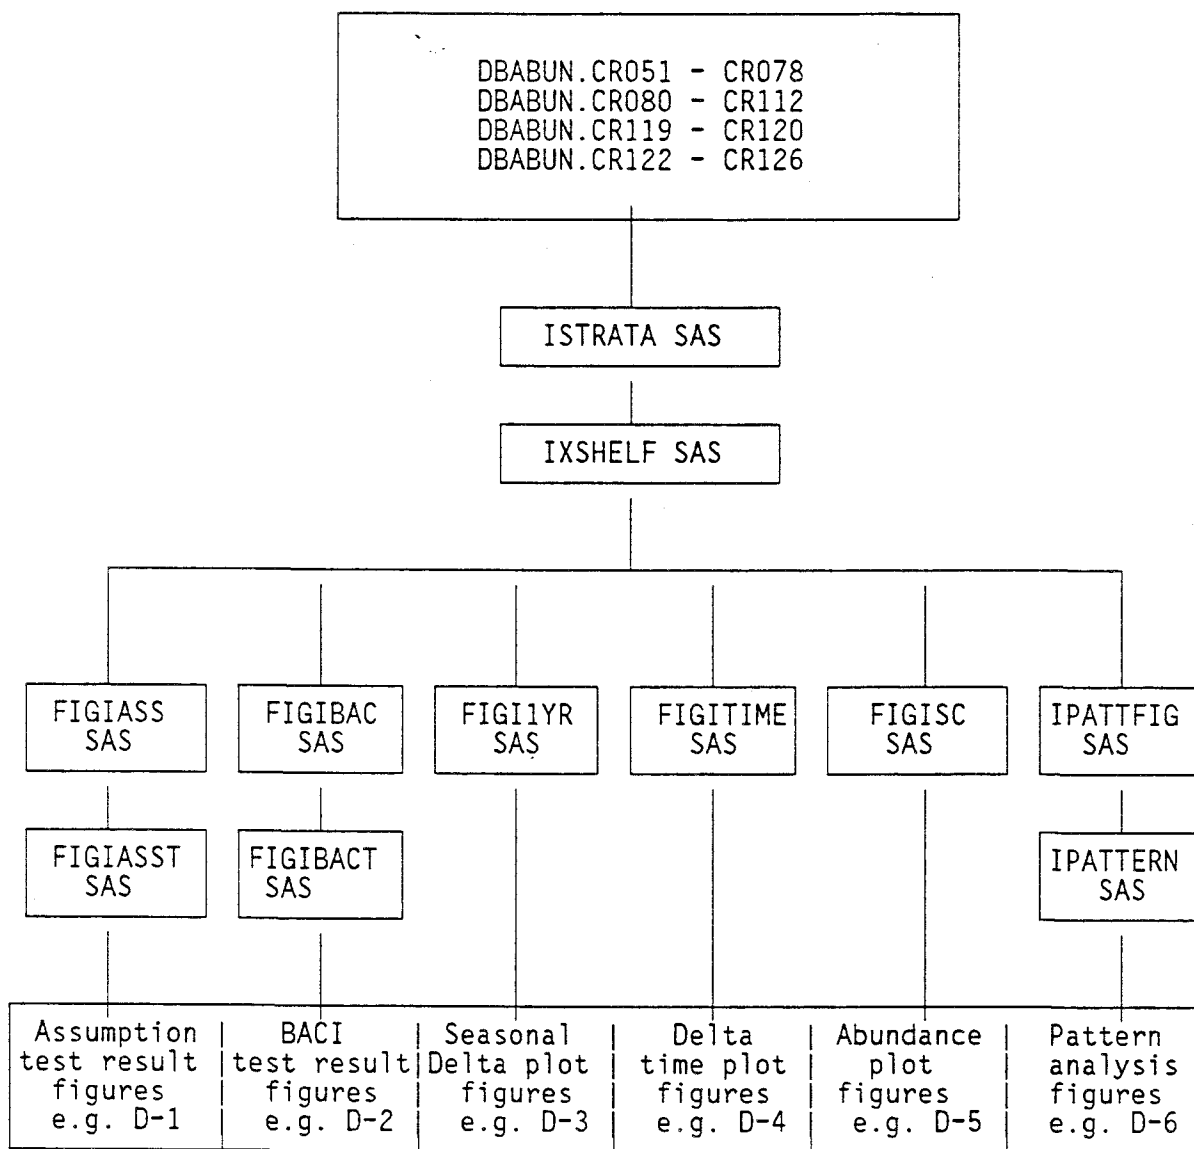 DBABUN.CR051 - CR078
DBABUN.CR080 - CR112
DBABUN.CR119 - CR120
DBABUN.CR122 - CR126
ISTRATA SAS
IXSHELF SAS
FIGIASS
SAS
FIGIBAC
SAS
FIGI1YR
SAS
FIGITIME
SAS
FIGISC
SAS
IPATTFIG
SAS
FIGIASST
SAS
FIGIBACT
SAS
IPATTERN
SAS
Assumption
test result
figures
e.g. D-1
BACI
test result
figures
e.g. D-2
Seasonal
Delta plot
figures
e.g. D-3
Delta
time plot
figures
e.g. D-4
Abundance
plot
figures
e.g. D-5
Pattern
analysis
figures
e.g. D-6